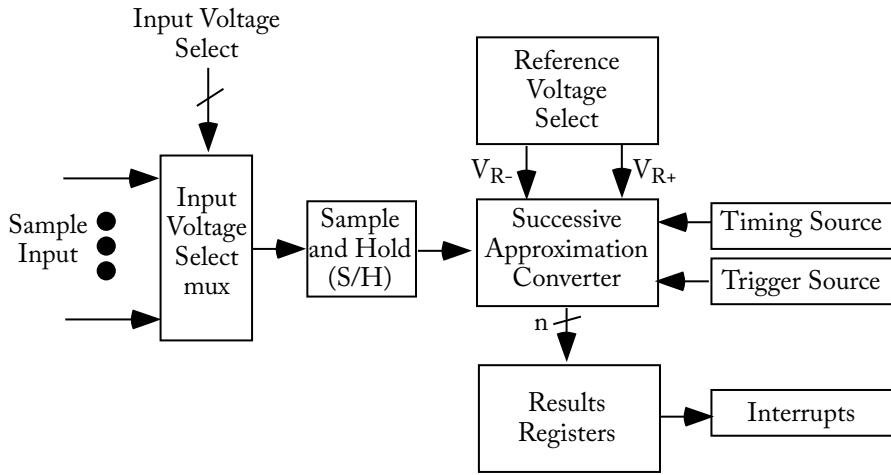 Input Voltage
Select
Reference
Voltage
Select
V_R-
V_R+
Sample
Input
Input
Voltage
Select
mux
Sample
and Hold
(S/H)
Successive
Approximation
Converter
Timing Source
Trigger Source
n
Results
Registers
Interrupts